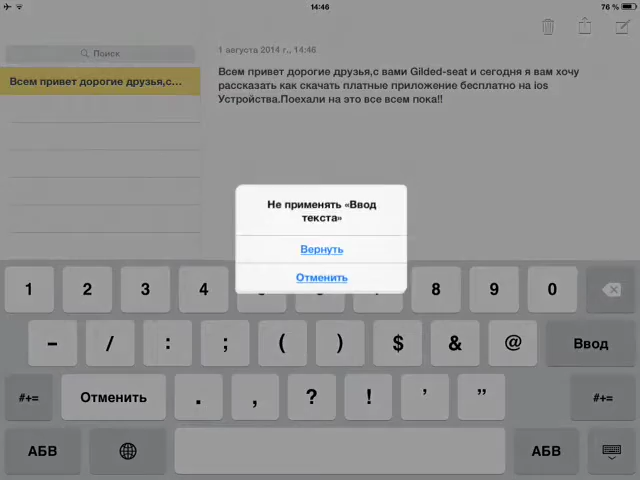 14:46
76 %
Поиск
1 августа 2014 г., 14:46
Всем привет дорогие друзья,с...
Всем привет дорогие друзья,с вами Gilded-seat и сегодня я вам хочу
рассказать как скачать платные приложение бесплатно на ios
Устройства.Поехали на это все всем пока!!
Не применять «Ввод
текста»
Вернуть
Отменить
1 2 3 4 8 9 0
- / : ; ( ) $ & @ Ввод
#+= Отменить . , ? ! ' " #+=
АБВ АБВ